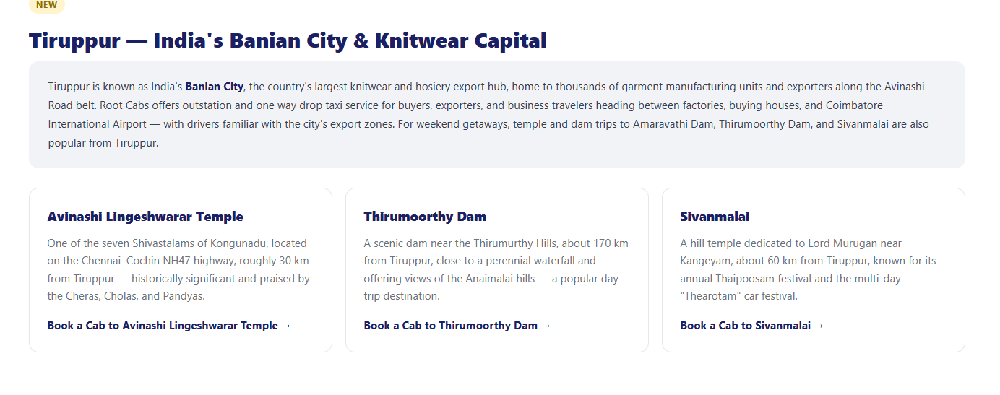 NEW
Tiruppur — India's Banian City & Knitwear Capital
Tiruppur is known as India's Banian City, the country's largest knitwear and hosiery export hub, home to thousands of garment manufacturing units and exporters along the Avinashi
Road belt. Root Cabs offers outstation and one way drop taxi service for buyers, exporters, and business travelers heading between factories, buying houses, and Coimbatore
International Airport — with drivers familiar with the city's export zones. For weekend getaways, temple and dam trips to Amaravathi Dam, Thirumoorthy Dam, and Sivanmalai are also
popular from Tiruppur.
Avinashi Lingeshwarar Temple
One of the seven Shivastalams of Kongunadu, located
on the Chennai–Cochin NH47 highway, roughly 30 km
from Tiruppur — historically significant and praised by
the Cheras, Cholas, and Pandyas.
Book a Cab to Avinashi Lingeshwarar Temple →
Thirumoorthy Dam
A scenic dam near the Thirumurthy Hills, about 170 km
from Tiruppur, close to a perennial waterfall and
offering views of the Anaimalai hills — a popular day-
trip destination.
Book a Cab to Thirumoorthy Dam →
Sivanmalai
A hill temple dedicated to Lord Murugan near
Kangeyam, about 60 km from Tiruppur, known for its
annual Thaipoosam festival and the multi-day
"Thearotam" car festival.
Book a Cab to Sivanmalai →